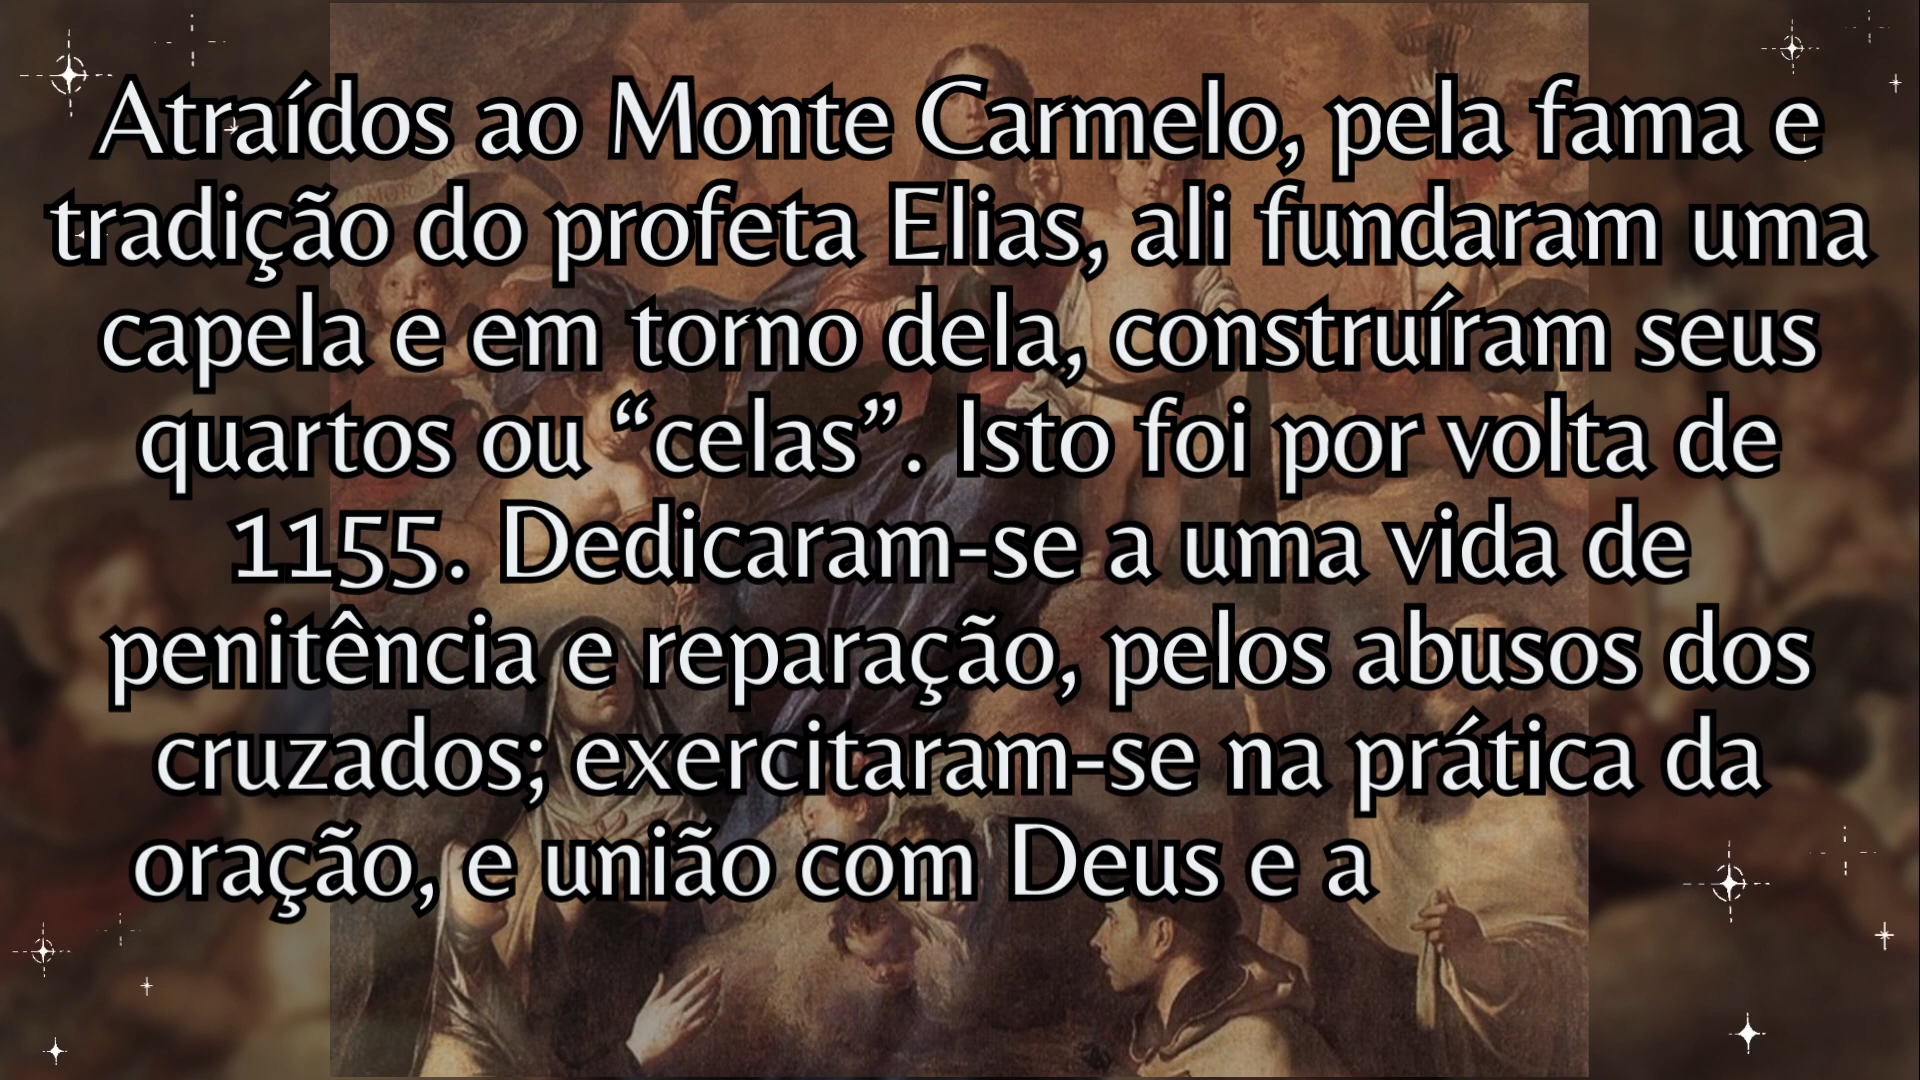 Atraídos ao Monte Carmelo, pela fama e
tradição do profeta Elias, ali fundaram uma
capela e em torno dela, construíram seus
quartos ou “celas”. Isto foi por volta de
1155. Dedicaram-se a uma vida de
penitência e reparação, pelos abusos dos
cruzados; exercitaram-se na prática da
oração, e união com Deus e a